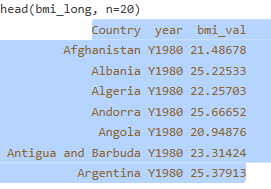 head(bmi_long, n=20)
Country year bmi_val
Afghanistan Y1980 21.48678
Albania Y1980 25.22533
Algeria Y1980 22.25703
Andorra Y1980 25.66652
Angola Y1980 20.94876
Antigua and Barbuda Y1980 23.31424
Argentina Y1980 25.37913